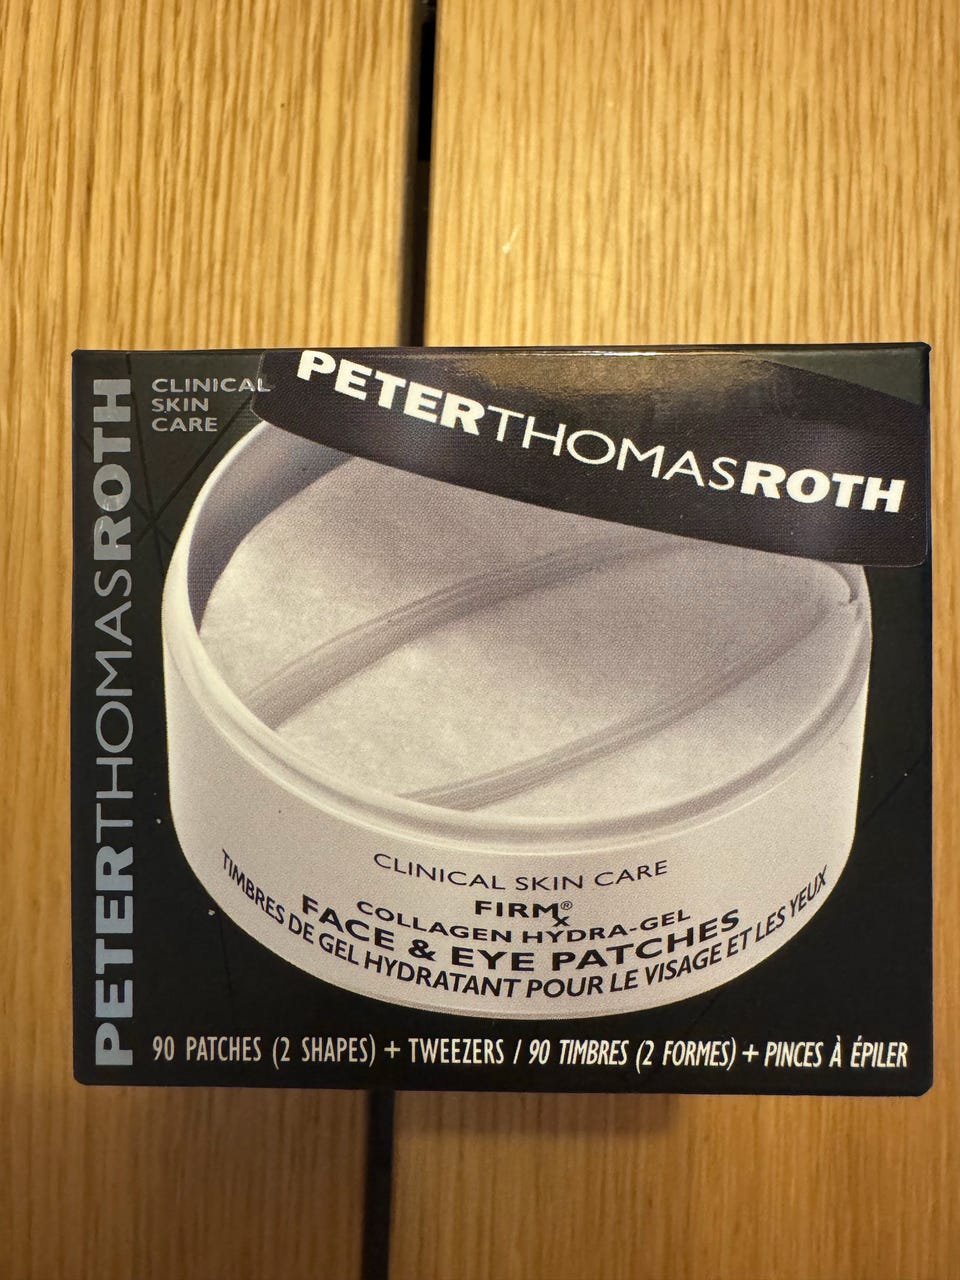 PETERTHOMASROTH
CLINICAL
SKIN
CARE
PETERTHOMASROTH
CLINICAL SKIN CARE
FIRMX®
COLLAGEN HYDRA-GEL
FACE & EYE PATCHES
TIMBRES DE GEL HYDRATANT POUR LE VISAGE ET LES YEUX
90 PATCHES (2 SHAPES) + TWEEZERS / 90 TIMBRES (2 FORMES) + PINCES À ÉPILER